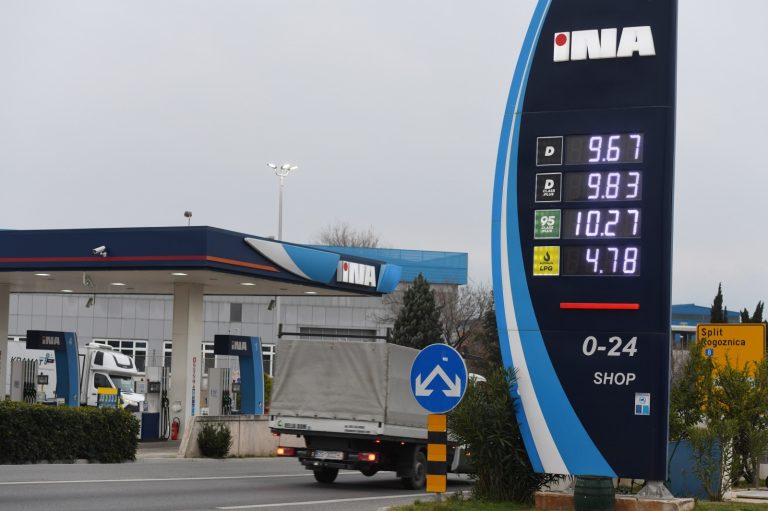 INA
D 9.67
D CLASS PLUS 9.83
95 CLASS PLUS 10.27
LPG 4.78
0-24
SHOP
INA
INA
Split
Rogoznica